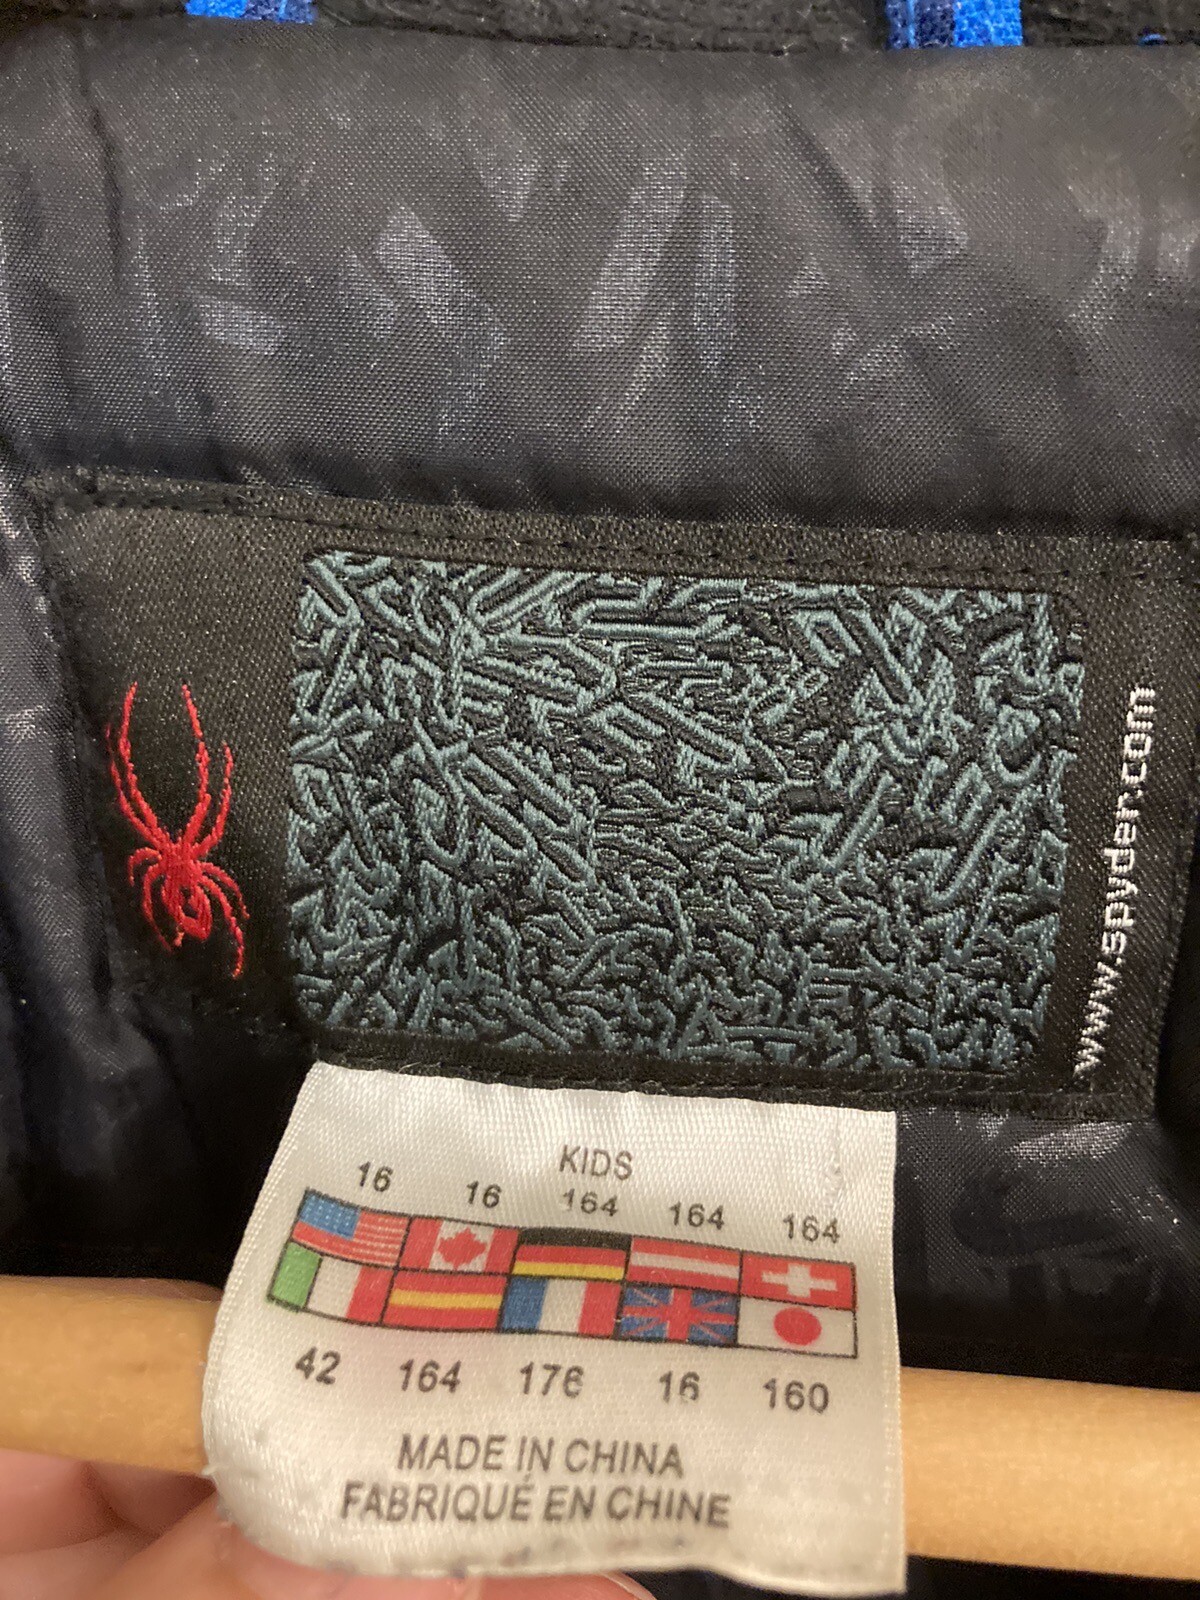 www.spyder.com
KIDS
16 16 164 164 164
42 164 176 16 160
MADE IN CHINA
FABRIQUÉ EN CHINE